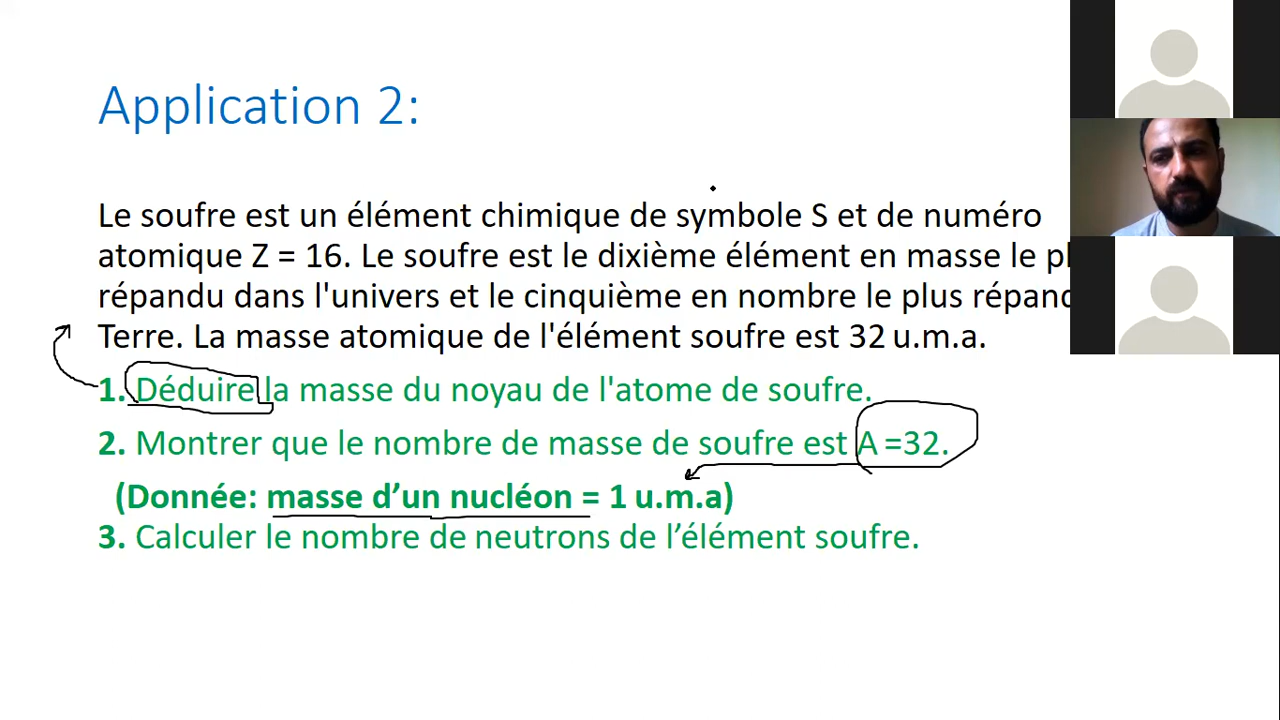 Application 2:
Le soufre est un élément chimique de symbole S et de numéro
atomique Z = 16. Le soufre est le dixième élément en masse le
répandu dans l'univers et le cinquième en nombre le plus
Terre. La masse atomique de l'élément soufre est 32 u.m.a.
1. Déduire la masse du noyau de l'atome de soufre.
2. Montrer que le nombre de masse de soufre est A =32.
(Donnée: masse d’un nucléon = 1 u.m.a)
3. Calculer le nombre de neutrons de l’élément soufre.